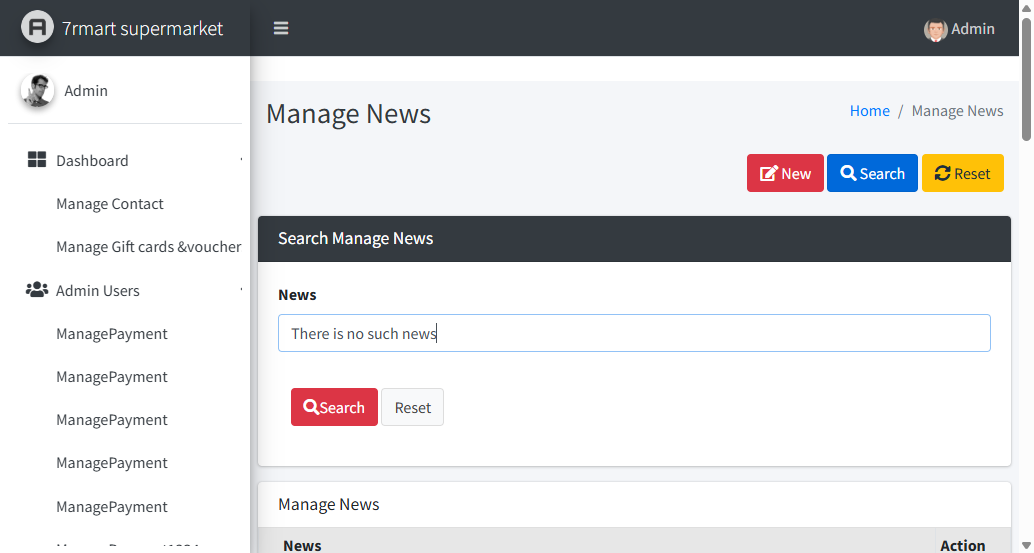 7rmart supermarket
Admin
Admin
Manage News
Home / Manage News
Dashboard
Manage Contact
Manage Gift cards &voucher
Admin Users
ManagePayment
ManagePayment
ManagePayment
ManagePayment
ManagePayment
New
Search
Reset
Search Manage News
News
There is no such news
Search
Reset
Manage News
News
Action